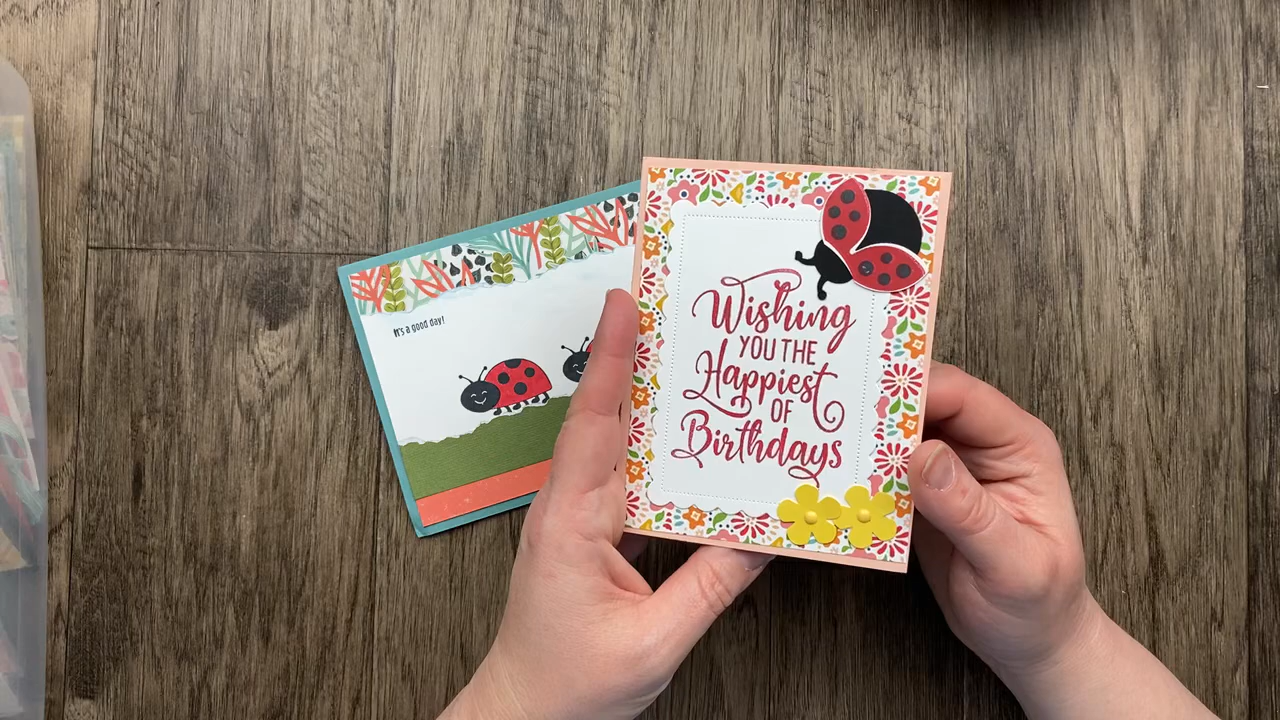 It's a good day!
Wishing
YOU THE
Happiest
OF
Birthdays